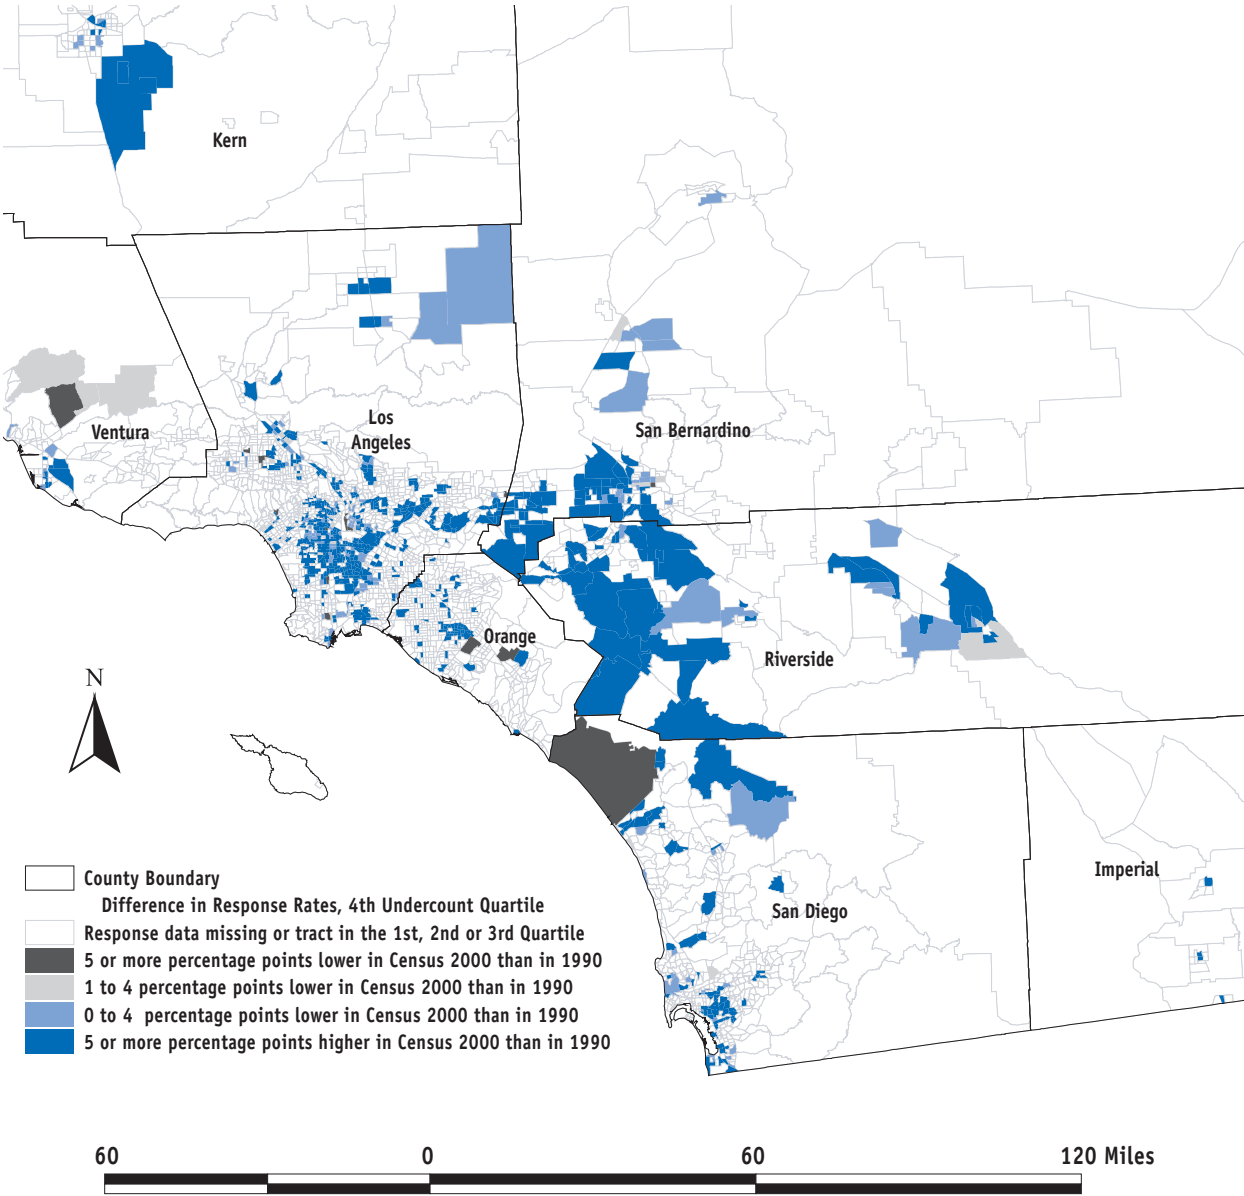 Kern
Los
Angeles
San Bernardino
Ventura
Orange
Riverside
N
Imperial
San Diego
County Boundary
Difference in Response Rates, 4th Undercount Quartile
Response data missing or tract in the 1st, 2nd or 3rd Quartile
5 or more percentage points lower in Census 2000 than in 1990
1 to 4 percentage points lower in Census 2000 than in 1990
0 to 4 percentage points lower in Census 2000 than in 1990
5 or more percentage points higher in Census 2000 than in 1990
60 0 60 120 Miles